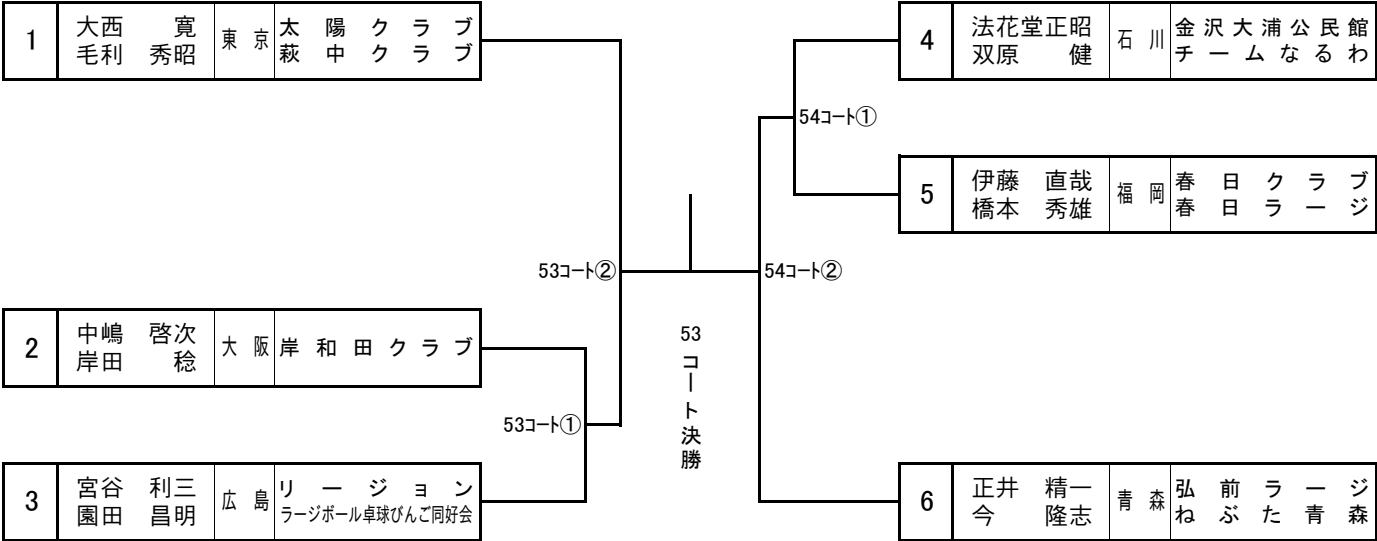 1
大西 寛
毛利 秀昭
東京
太陽クラブ
萩中クラブ
53コート②
2
中嶋 啓次
岸田 稔
大阪
岸和田クラブ
53コート①
3
宮谷 利三
園田 昌明
広島
リージョン
ラージボール卓球びんご同好会
53コート決勝
4
法花堂正昭
双原 健
石川
金沢大浦公民館
チームなるわ
54コート①
5
伊藤 直哉
橋本 秀雄
福岡
春日クラブ
春日ラージ
54コート②
6
正井 精一
今 隆志
青森
弘前ラージ
ねぶた青森